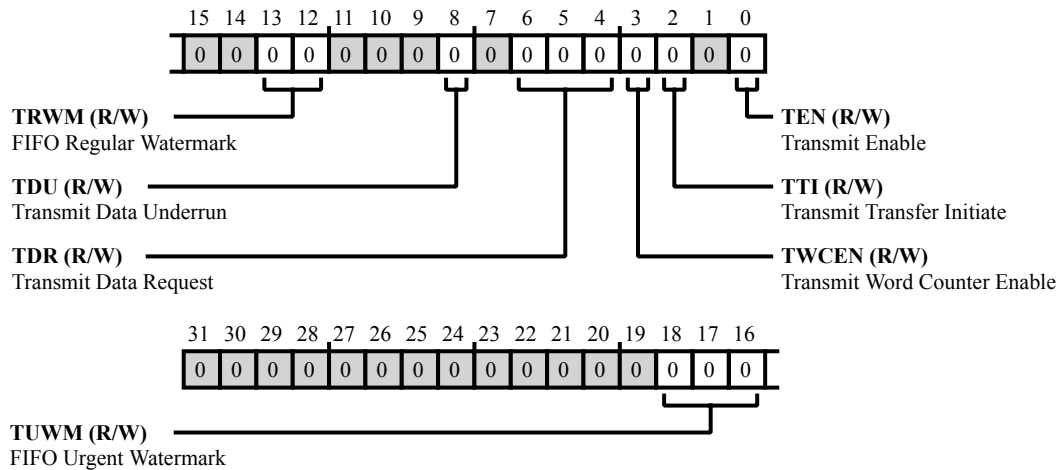 15 14 13 12 11 10 9 8 7 6 5 4 3 2 1 0
0 0 0 0 0 0 0 0 0 0 0 0 0 0 0 0
TRWM (R/W)
FIFO Regular Watermark
TEN (R/W)
Transmit Enable
TDU (R/W)
Transmit Data Underrun
TTI (R/W)
Transmit Transfer Initiate
TDR (R/W)
Transmit Data Request
TWCEN (R/W)
Transmit Word Counter Enable
31 30 29 28 27 26 25 24 23 22 21 20 19 18 17 16
0 0 0 0 0 0 0 0 0 0 0 0 0 0 0 0
TUWM (R/W)
FIFO Urgent Watermark